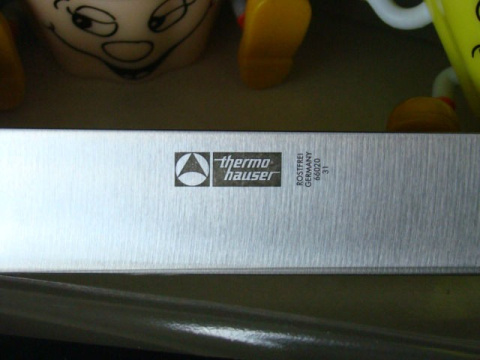 thermo
hauser
ROSTFREI
GERMANY
66020
31